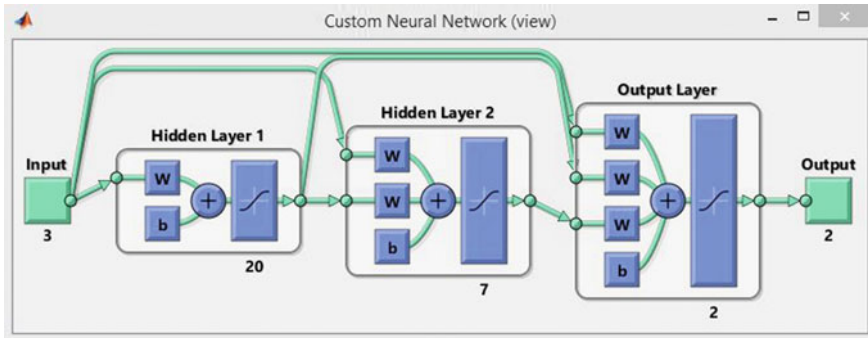 Custom Neural Network (view)
Output Layer
Hidden Layer 2
Hidden Layer 1
Input
Output
W
W
W
W
W
W
b
b
b
3
2
20
7
2